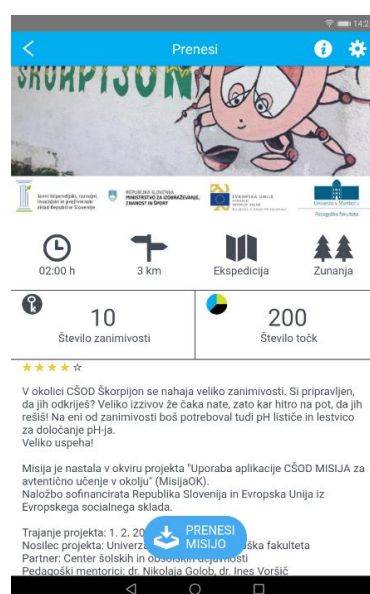 14:2
Prenesi
ŠKORPIJON
REPUBLIKA SLOVENIJA
MINISTRSTVO ZA IZOBRAŽEVANJE,
ZNANOST IN ŠPORT
EVROPSKA UNIJA
Univerza v Mariboru
Pedagoška fakulteta
02:00 h
3 km
Ekspedicija
Zunanja
10
Število zanimivosti
200
Število točk
V okolici CŠOD Škorpijon se nahaja veliko zanimivosti. Si pripravljen,
da jih odkriješ? Veliko izzivov že čaka nate, zato kar hitro na pot, da jih
rešiš! Na eni od zanimivosti boš potreboval tudi pH lističe in lestvico
za določanje pH-ja.
Veliko uspeha!
Misija je nastala v okviru projekta "Uporaba aplikacije CŠOD MISIJA za
avtentično učenje v okolju" (MisijaOK).
Naložbo sofinancirata Republika Slovenija in Evropska Unija iz
Evropskega socialnega sklada.
Trajanje projekta: 1. 2. 20
Nosilec projekta: Univerza
ška fakulteta
Partner: Center šolskih in obšolskih dejavnosti
Pedagoški mentorici: dr. Nikolaja Golob, dr. Ines Voršič
PRENESI
MISIJO